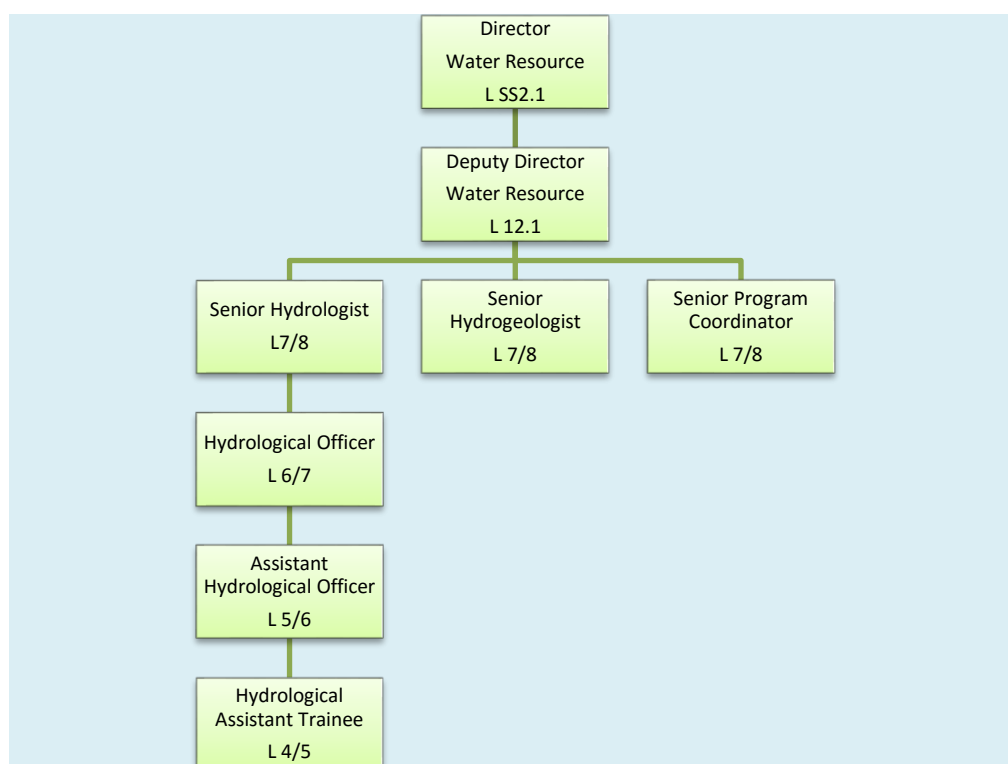 Director
Water Resource
L SS2.1
Deputy Director
Water Resource
L 12.1
Senior Hydrologist
L7/8
Senior
Hydrogeologist
L 7/8
Senior Program
Coordinator
L 7/8
Hydrological Officer
L 6/7
Assistant
Hydrological Officer
L 5/6
Hydrological
Assistant Trainee
L 4/5